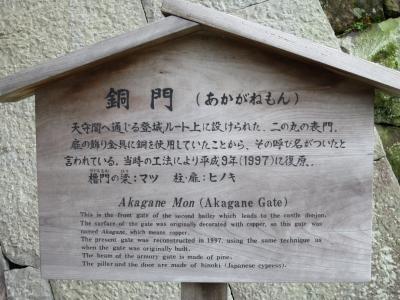 銅門 (あかがねもん)
天守閣へ通じる登城ルート上に設けられた、二の丸の表門。
扉の飾り金具に銅を使用していたことから、その呼び名がついたと
言われている。当時の工法により平成9年(1997)に復原。
櫓門の梁:マツ 柱・扉:ヒノキ
Akagane Mon (Akagane Gate)
This is the front gate of the second bailey which leads to the castle donjon.
The surface of the gate was originally decorated with copper, so this gate was
named Akagane, which means copper.
The present gate was reconstructed in 1997, using the same technique as
when the gate was originally built.
The beam of the armory gate is made of pine.
The piller and the door are made of hinoki (Japanese cypress).